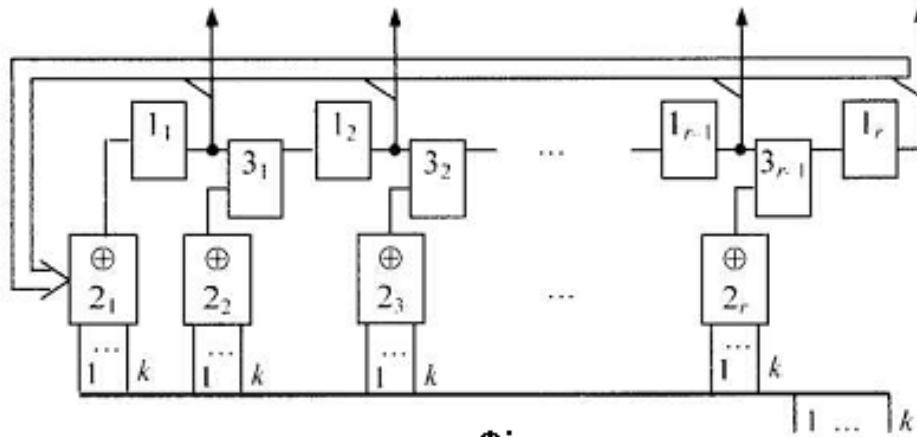 1₁ 1₂ 1ᵣ₋₁ 1ᵣ
3₁ 3₂ ... 3ᵣ₋₁
⊕ ⊕ ⊕ ⊕
2₁ 2₂ 2₃ ... 2ᵣ
... ... ... ...
1 k 1 k 1 k 1 k
1 ... k